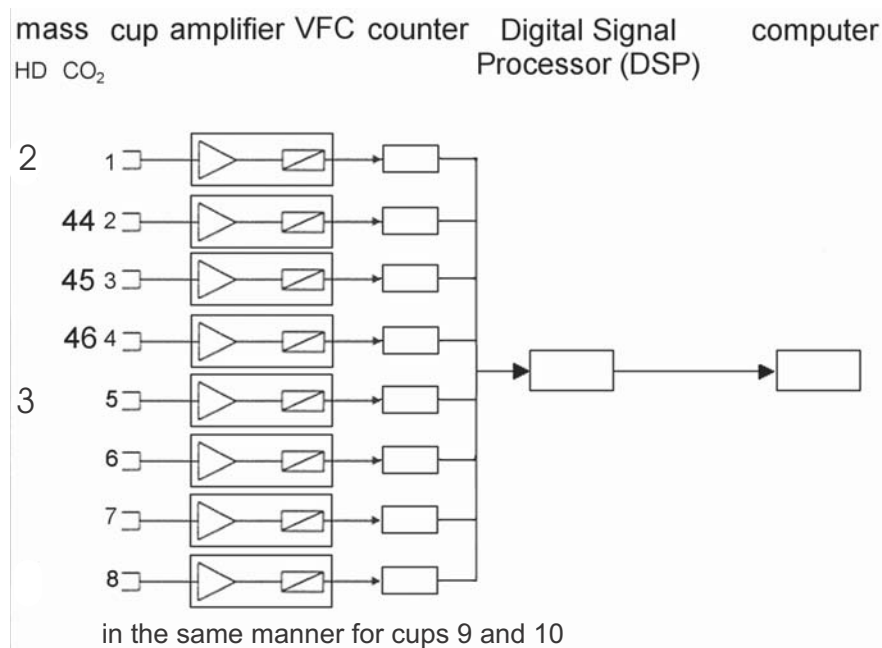 mass cup amplifier VFC counter Digital Signal Processor (DSP) computer
HD CO₂
2 1
44 2
45 3
46 4
3 5
6
7
8
in the same manner for cups 9 and 10